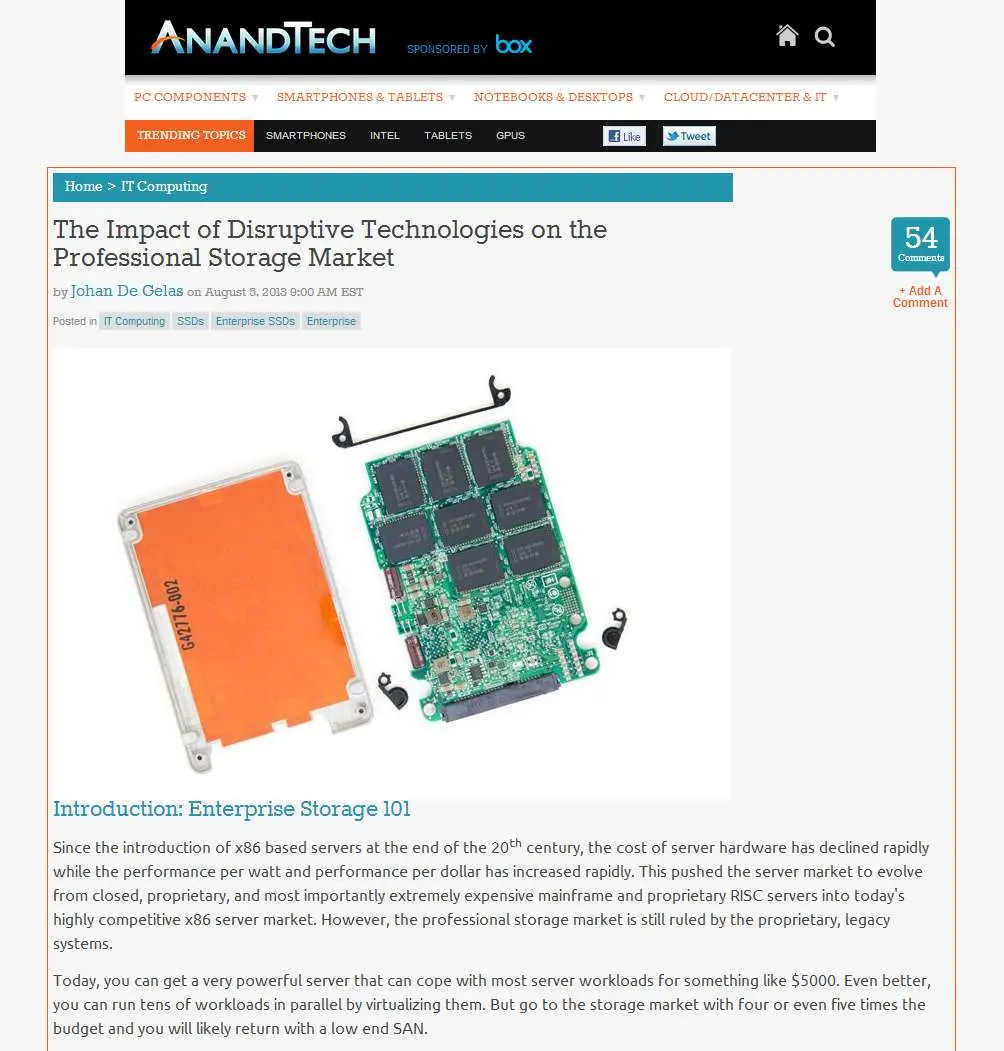 ANANDTECH
SPONSORED BY box
PC COMPONENTS SMARTPHONES & TABLETS NOTEBOOKS & DESKTOPS CLOUD/DATACENTER & IT
TRENDING TOPICS SMARTPHONES INTEL TABLETS GPUS Like Tweet
Home > IT Computing
The Impact of Disruptive Technologies on the
Professional Storage Market
54
Comments
+ Add A
Comment
by Johan De Gelas on August 5, 2013 9:00 AM EST
Posted in IT Computing SSDs Enterprise SSDs Enterprise
G42776-002
Introduction: Enterprise Storage 101
Since the introduction of x86 based servers at the end of the 20th century, the cost of server hardware has declined rapidly
while the performance per watt and performance per dollar has increased rapidly. This pushed the server market to evolve
from closed, proprietary, and most importantly extremely expensive mainframe and proprietary RISC servers into today's
highly competitive x86 server market. However, the professional storage market is still ruled by the proprietary, legacy
systems.
Today, you can get a very powerful server that can cope with most server workloads for something like $5000. Even better,
you can run tens of workloads in parallel by virtualizing them. But go to the storage market with four or even five times the
budget and you will likely return with a low end SAN.